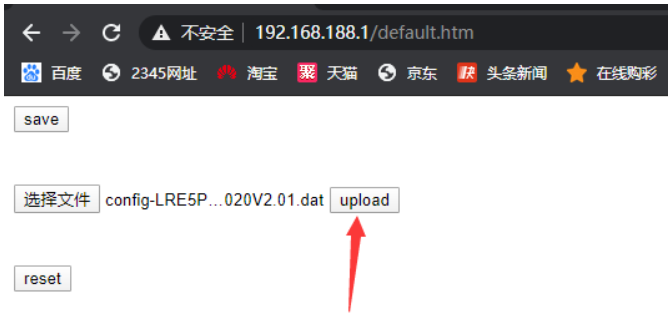 不安全 192.168.188.1/default.htm
百度 2345网址 淘宝 聚 天猫 京东 快 头条新闻 在线购彩
save
选择文件 config-LRE5P...020V2.01.dat upload
reset